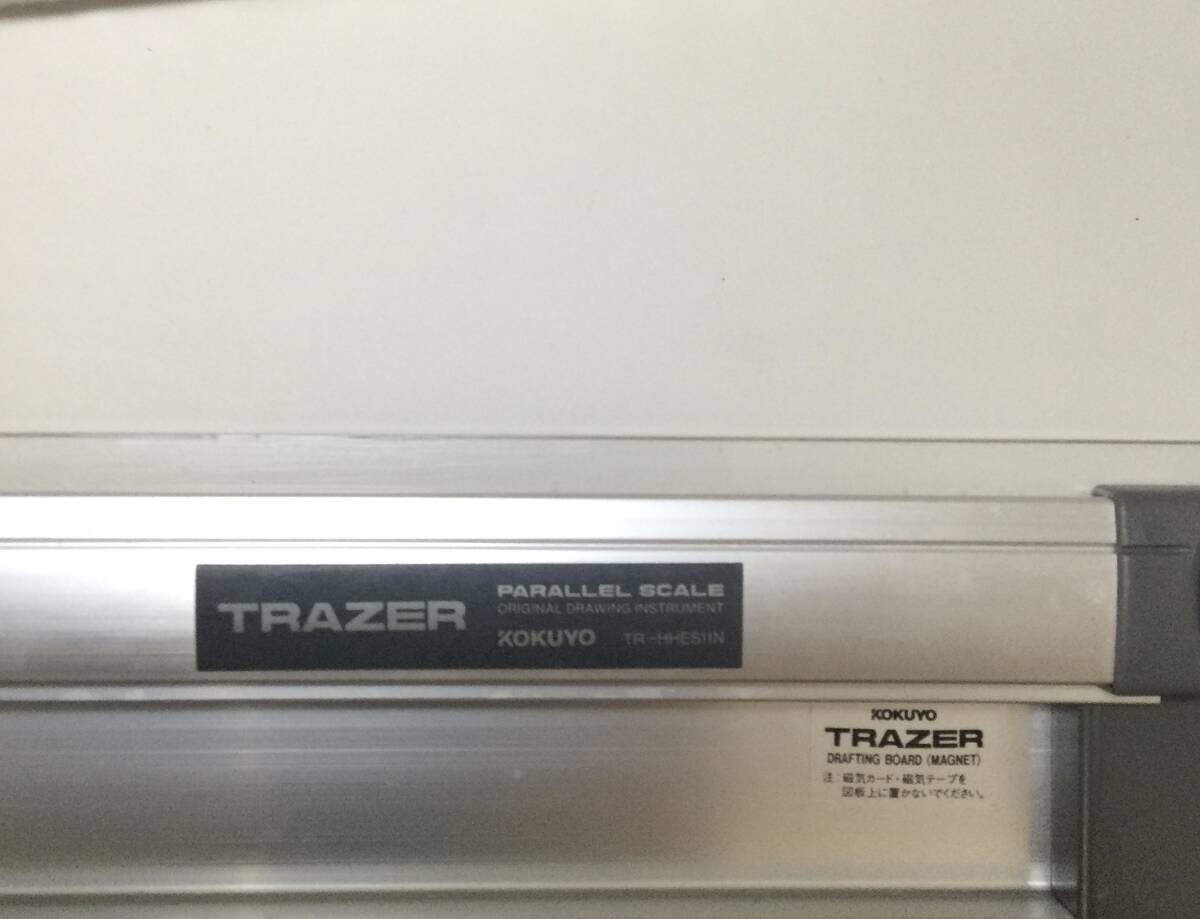 TRAZER
PARALLEL SCALE
ORIGINAL DRAWING INSTRUMENT
KOKUYO TR-HHES11N
KOKUYO
TRAZER
DRAFTING BOARD (MAGNET)
注:磁気カード・磁気テープを
図板上に置かないでください。